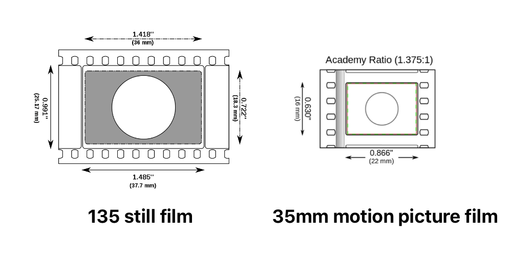 1.418"
(36 mm)
0.991"
(25.17 mm)
0.722"
(18.3 mm)
1.485"
(37.7 mm)
135 still film
Academy Ratio (1.375:1)
0.630"
(16 mm)
0.866"
(22 mm)
35mm motion picture film